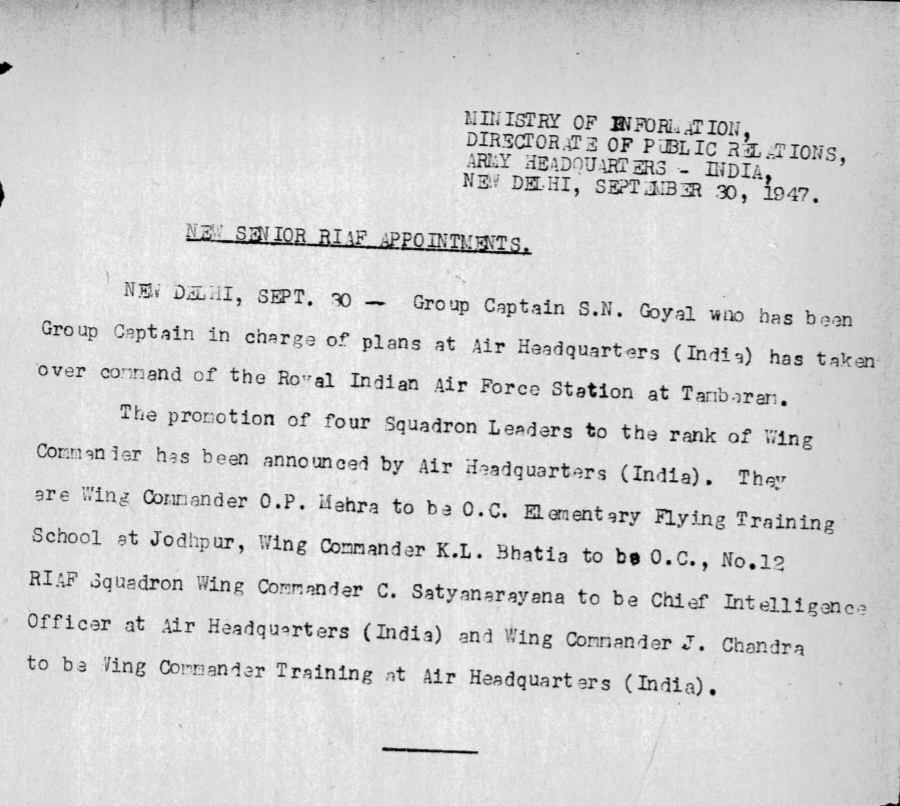 MINISTRY OF INFORMATION,
DIRECTORATE OF PUBLIC RELATIONS,
ARMY HEADQUARTERS - INDIA,
NEW DELHI, SEPTEMBER 30, 1947.
NEW SENIOR RIAF APPOINTMENTS.
NEW DELHI, SEPT. 30 — Group Captain S.N. Goyal who has been
Group Captain in charge of plans at Air Headquarters (India) has taken
over command of the Royal Indian Air Force Station at Tambaram.
The promotion of four Squadron Leaders to the rank of Wing
Commander has been announced by Air Headquarters (India). They
are Wing Commander O.P. Mehra to be O.C. Elementary Flying Training
School at Jodhpur, Wing Commander K.L. Bhatia to be O.C., No.12
RIAF Squadron Wing Commander C. Satyanarayana to be Chief Intelligence
Officer at Air Headquarters (India) and Wing Commander J. Chandra
to be Wing Commander Training at Air Headquarters (India).